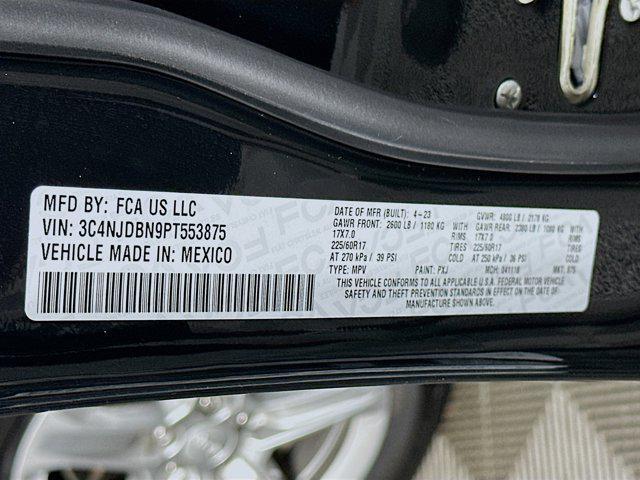 MFD BY: FCA US LLC
VIN: 3C4NJDBN9PT553875
VEHICLE MADE IN: MEXICO
DATE OF MFR (BUILT): 4-23 GVWR: 4800 LB / 2178 KG
GAWR FRONT: 2600 LB / 1180 KG WITH GAWR REAR: 2380 LB / 1080 KG WITH
17X7.0 RIMS 17X7.0 RIMS
225/60R17 TIRES 225/60R17 TIRES
AT 270 kPa / 39 PSI COLD AT 250 kPa / 36 PSI COLD
TYPE: MPV PAINT: PXJ MDH: 041118 MKT: 875
THIS VEHICLE CONFORMS TO ALL APPLICABLE U.S.A. FEDERAL MOTOR VEHICLE
SAFETY AND THEFT PREVENTION STANDARDS IN EFFECT ON THE DATE OF
MANUFACTURE SHOWN ABOVE.